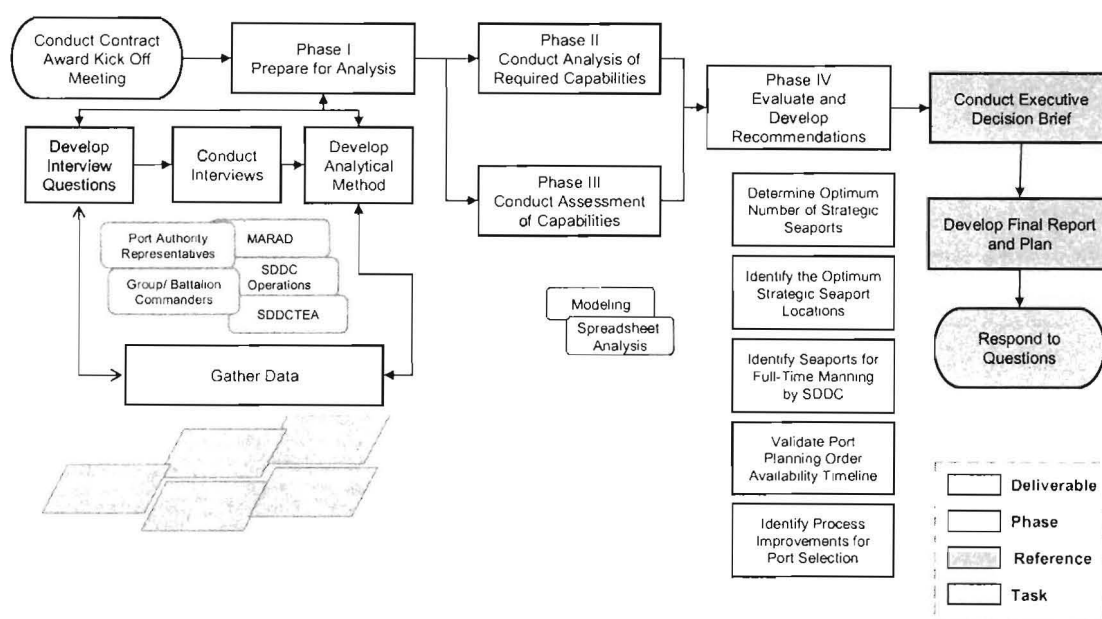 Conduct Contract
Award Kick Off
Meeting
Phase I
Prepare for Analysis
Phase II
Conduct Analysis of
Required Capabilities
Phase III
Conduct Assessment
of Capabilities
Phase IV
Evaluate and
Develop
Recommendations
Conduct Executive
Decision Brief
Develop Final Report
and Plan
Respond to
Questions
Develop
Interview
Questions
Conduct
Interviews
Develop
Analytical
Method
Port Authority
Representatives
MARAD
Group/ Battalion
Commanders
SDDC
Operations
SDDCTEA
Gather Data
Modeling
Spreadsheet
Analysis
Determine Optimum
Number of Strategic
Seaports
Identify the Optimum
Strategic Seaport
Locations
Identify Seaports for
Full-Time Manning
by SDDC
Validate Port
Planning Order
Availability Timeline
Identify Process
Improvements for
Port Selection
Deliverable
Phase
Reference
Task